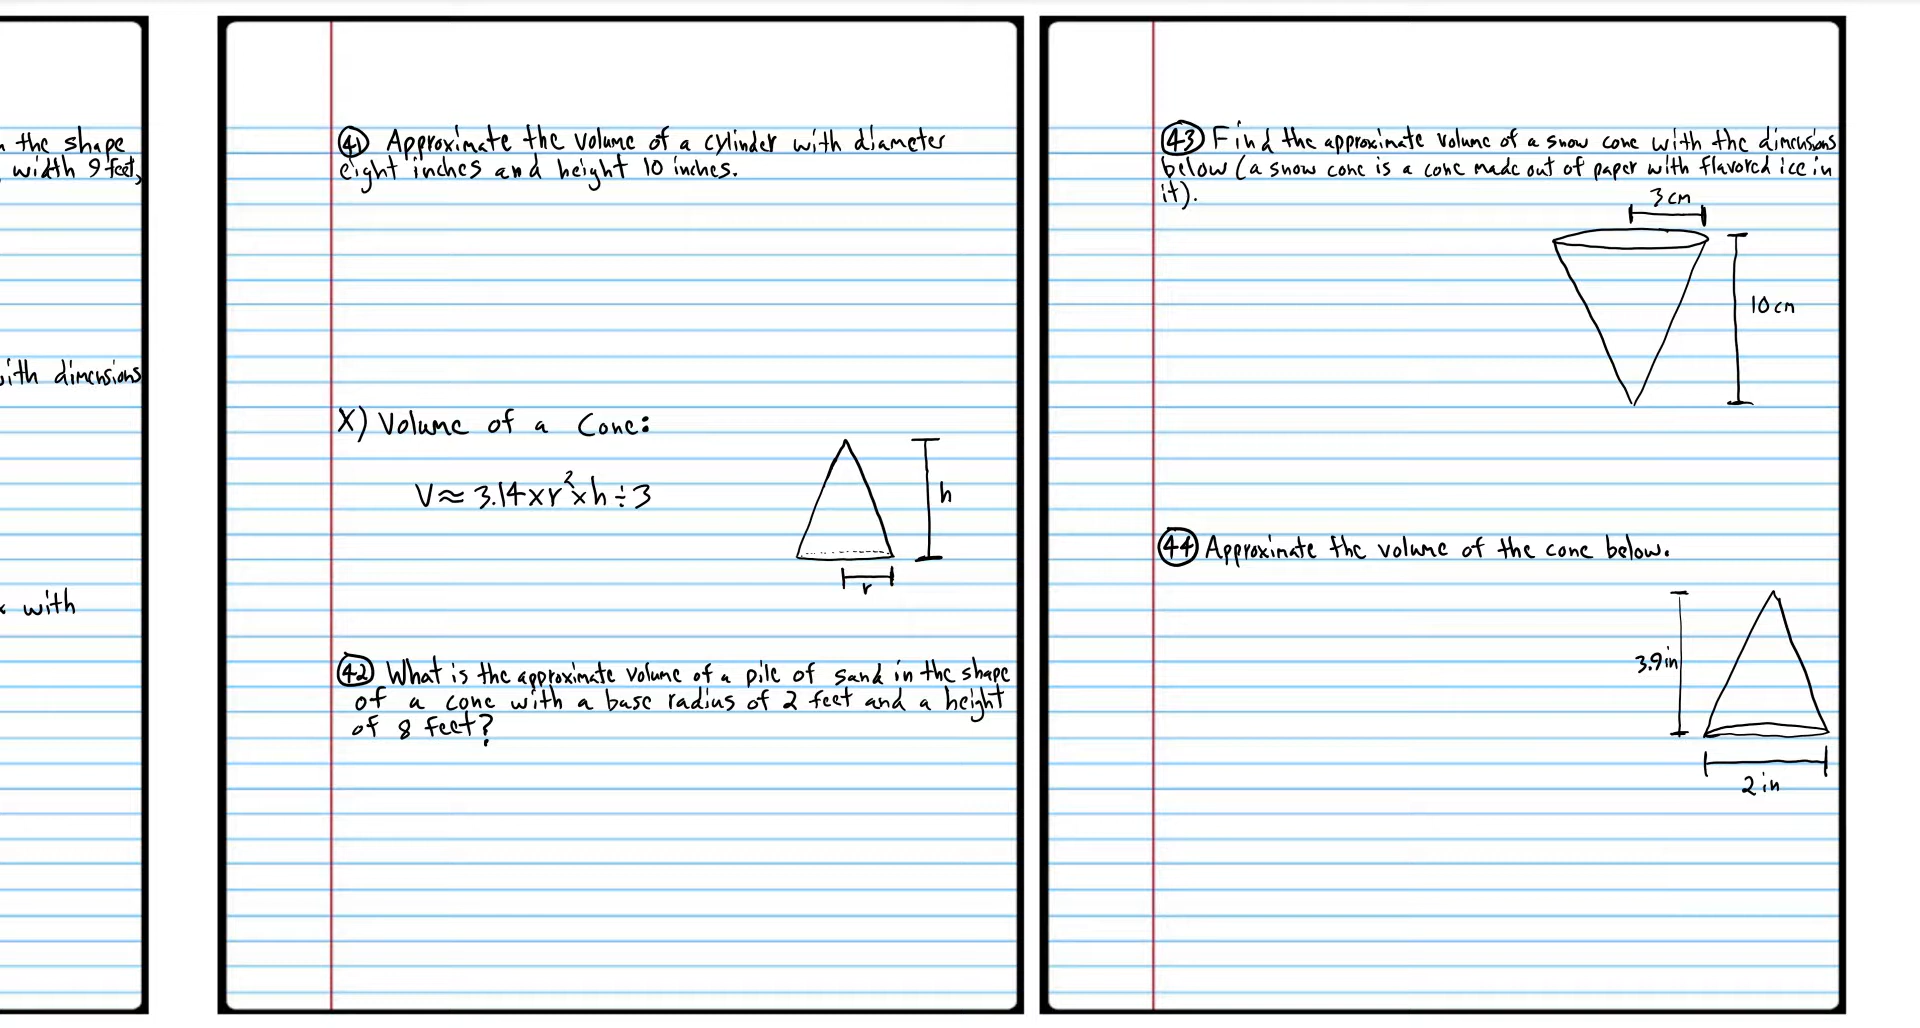 n the shape
width 9 feet,
with dimensions
with
41 Approximate the volume of a cylinder with diameter
eight inches and height 10 inches.
X) Volume of a Cone:
V≈ 3.14xr²xh÷3
h
r
42 What is the approximate volume of a pile of sand in the shape
of a cone with a base radius of 2 feet and a height
of 8 feet?
43 Find the approximate volume of a snow cone with the dimensions
below (a snow cone is a cone made out of paper with flavored ice in
it).
3 cm
10 cm
44 Approximate the volume of the cone below.
3.9 in
2 in